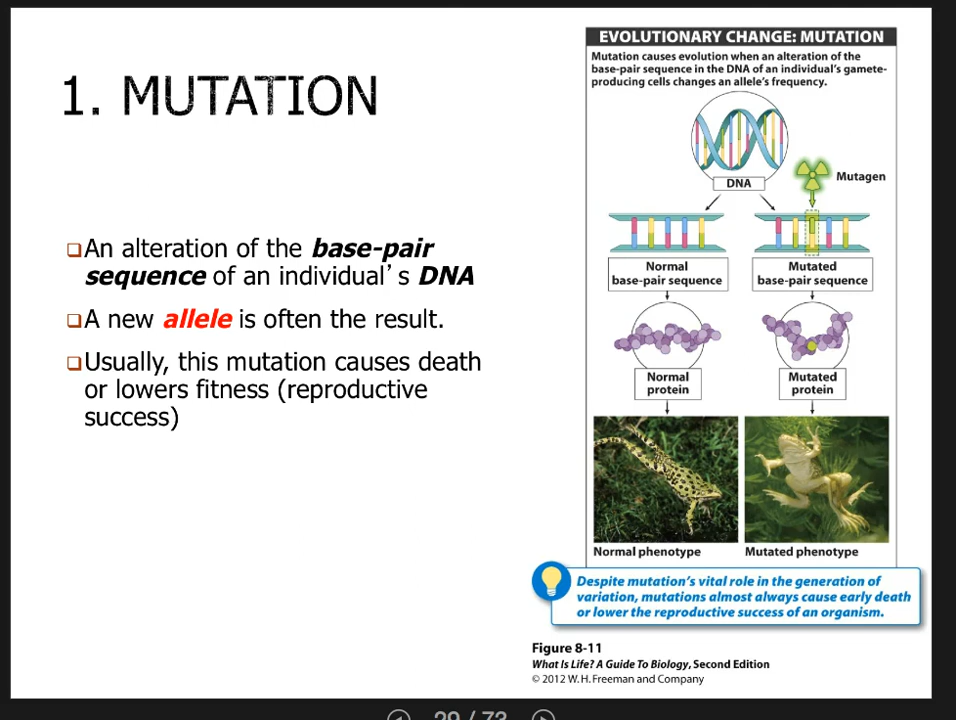 1. MUTATION
❑An alteration of the base-pair
sequence of an individual’s DNA
❑A new allele is often the result.
❑Usually, this mutation causes death
or lowers fitness (reproductive
success)
EVOLUTIONARY CHANGE: MUTATION
Mutation causes evolution when an alteration of the
base-pair sequence in the DNA of an individual’s gamete-
producing cells changes an allele’s frequency.
DNA
Mutagen
Normal
base-pair sequence
Mutated
base-pair sequence
Normal
protein
Mutated
protein
Normal phenotype
Mutated phenotype
Despite mutation’s vital role in the generation of
variation, mutations almost always cause early death
or lower the reproductive success of an organism.
Figure 8-11
What Is Life? A Guide To Biology, Second Edition
© 2012 W. H. Freeman and Company
29 / 73